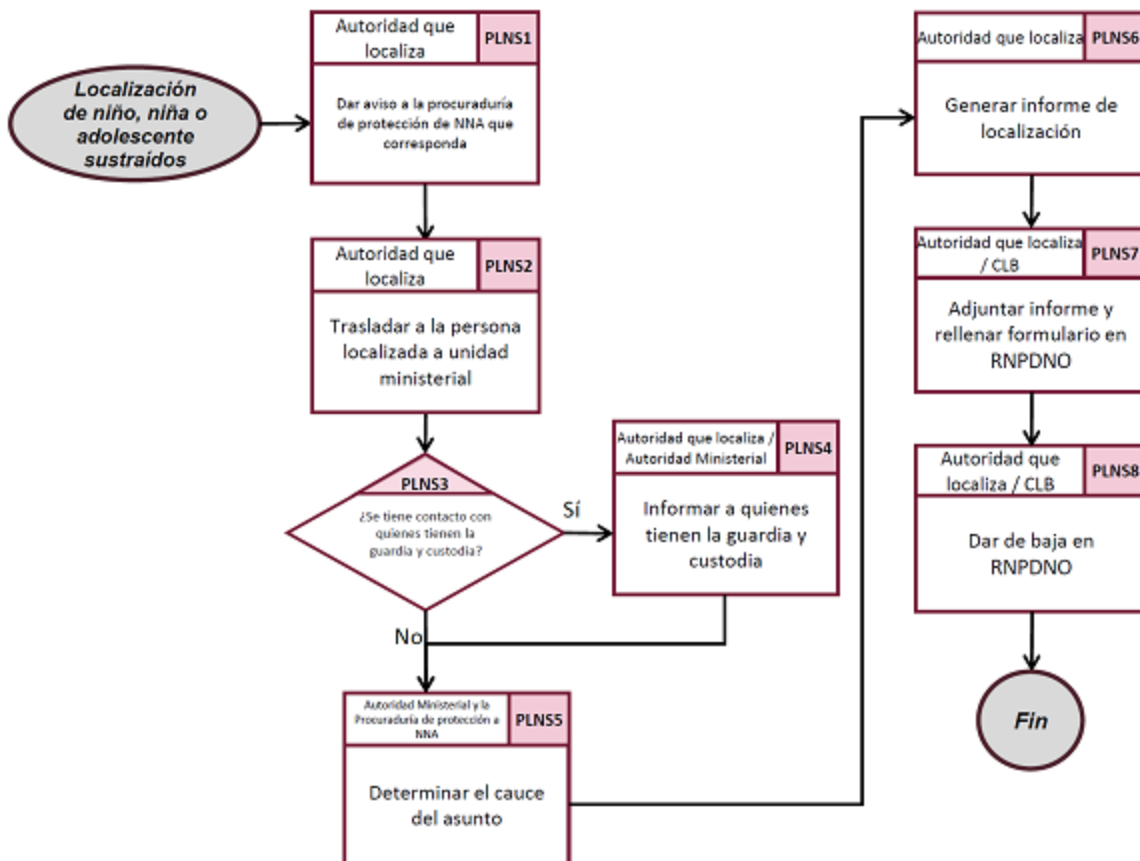 Localización
de niño, niña o
adolescente
sustraídos
Autoridad que
localiza
PLNS1
Dar aviso a la procuraduría
de protección de NNA que
corresponda
Autoridad que
localiza
PLNS2
Trasladar a la persona
localizada a unidad
ministerial
PLNS3
¿Se tiene contacto con
quienes tienen la
guardia y custodia?
Sí
No
Autoridad que localiza /
Autoridad Ministerial
PLNS4
Informar a quienes
tienen la guardia y
custodia
Autoridad Ministerial y la
Procuraduría de protección a
NNA
PLNS5
Determinar el cauce
del asunto
Autoridad que localiza
PLNS6
Generar informe de
localización
Autoridad que localiza
/ CLB
PLNS7
Adjuntar informe y
rellenar formulario en
RNPDNO
Autoridad que
localiza / CLB
PLNS8
Dar de baja en
RNPDNO
Fin